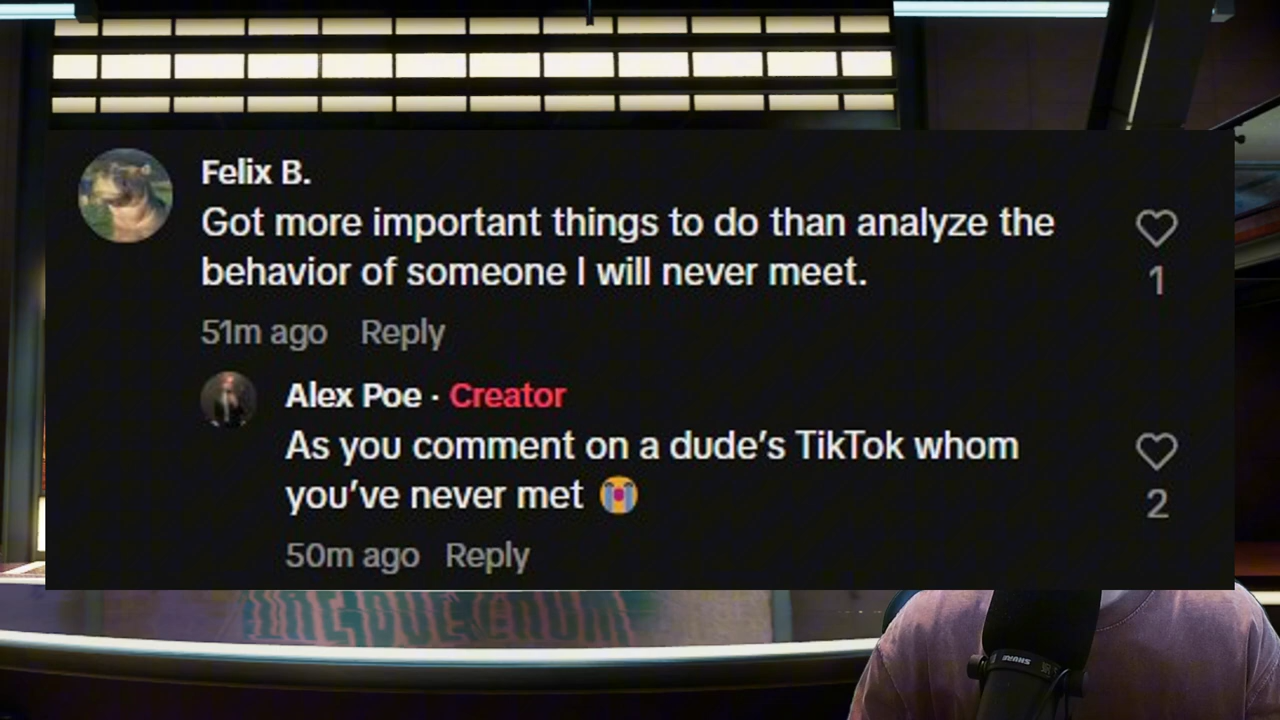 Felix B.
Got more important things to do than analyze the
behavior of someone I will never meet.
1
51m ago Reply
Alex Poe · Creator
As you comment on a dude's TikTok whom
you've never met 😭
2
50m ago Reply
SHURE